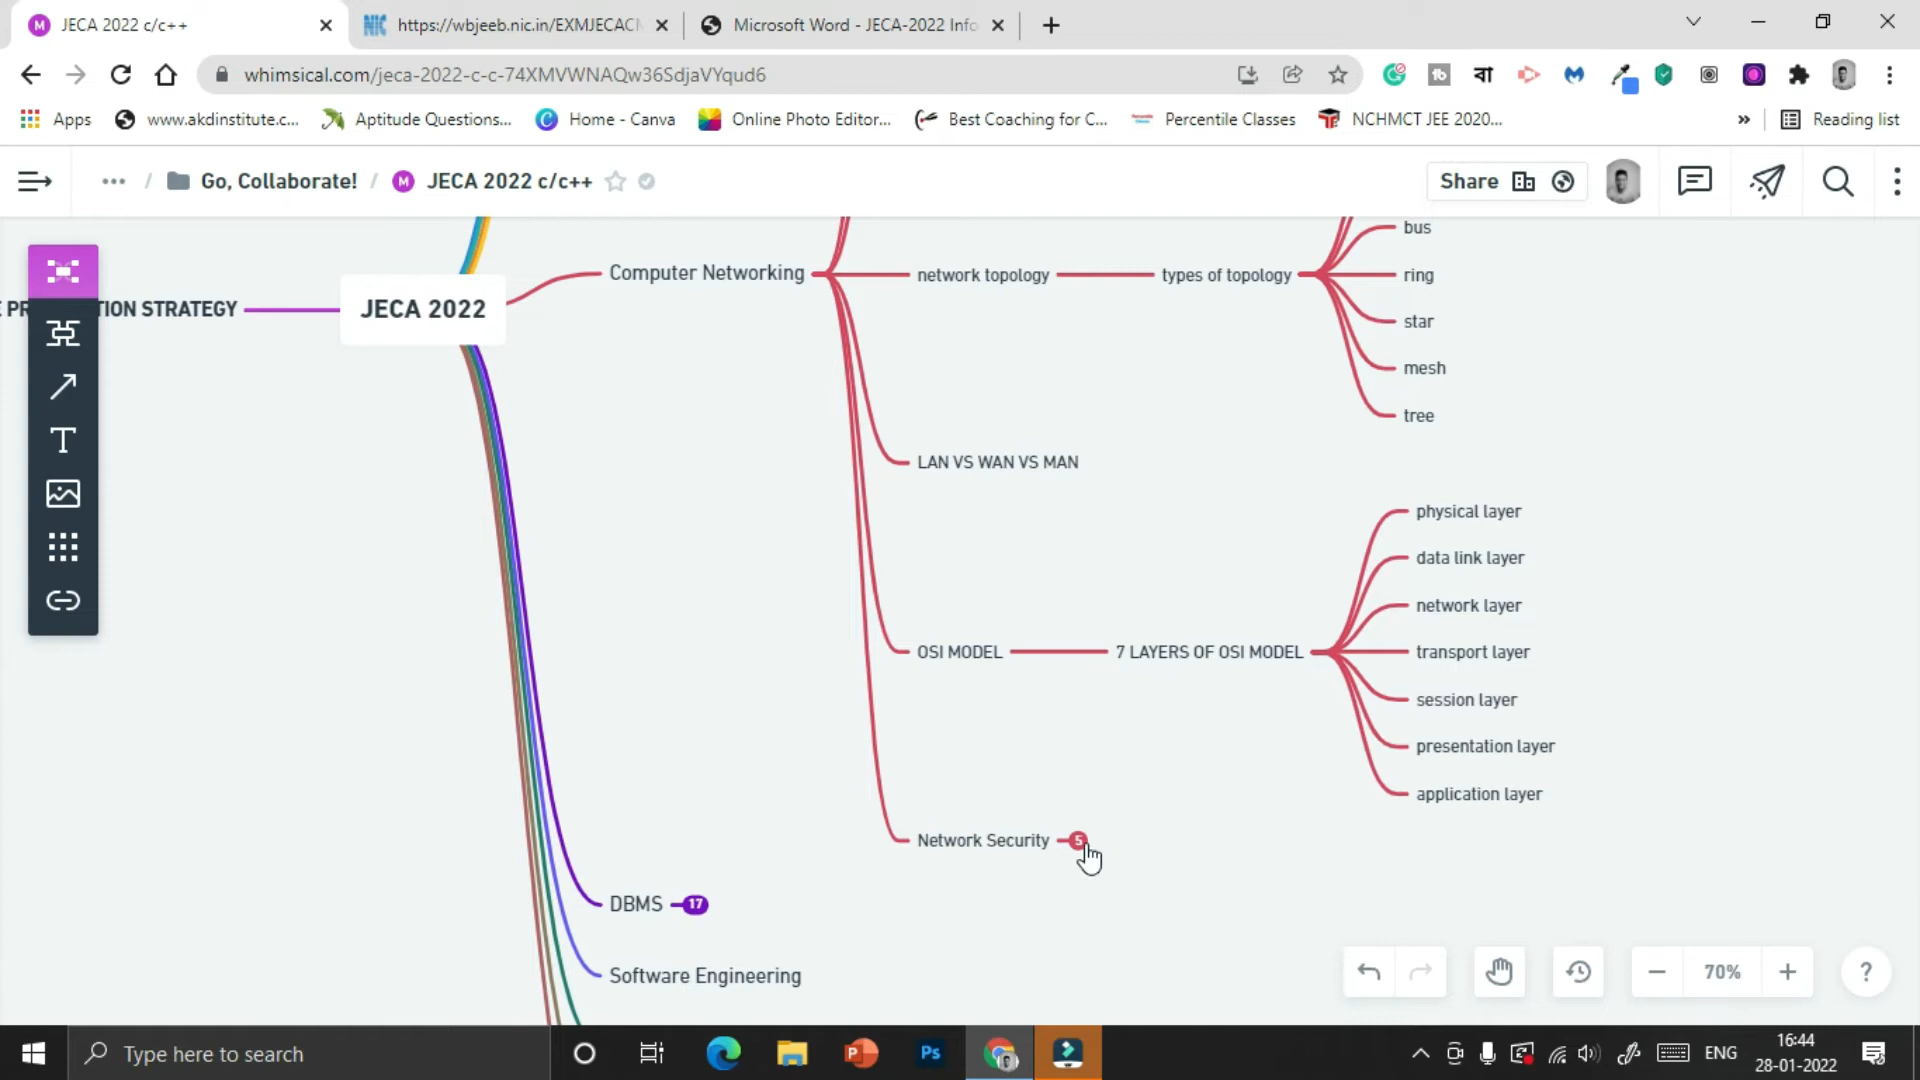 JECA 2022 c/c++
https://wbjeeb.nic.in/EXMJECACM
Microsoft Word - JECA-2022 Info
whimsical.com/jeca-2022-c-c-74XMVWNAQw36SdjaVYqud6
Apps
www.akdinstitute.c...
Aptitude Questions...
Home - Canva
Online Photo Editor...
Best Coaching for C...
Percentile Classes
NCHMCT JEE 2020...
»
Reading list
... / Go, Collaborate! / M JECA 2022 c/c++
Share
bus
Computer Networking
network topology
types of topology
ring
TION STRATEGY
JECA 2022
star
mesh
tree
LAN VS WAN VS MAN
physical layer
data link layer
network layer
OSI MODEL
7 LAYERS OF OSI MODEL
transport layer
session layer
presentation layer
application layer
Network Security
5
DBMS
17
Software Engineering
70%
?
Type here to search
Ps
ENG
16:44
28-01-2022